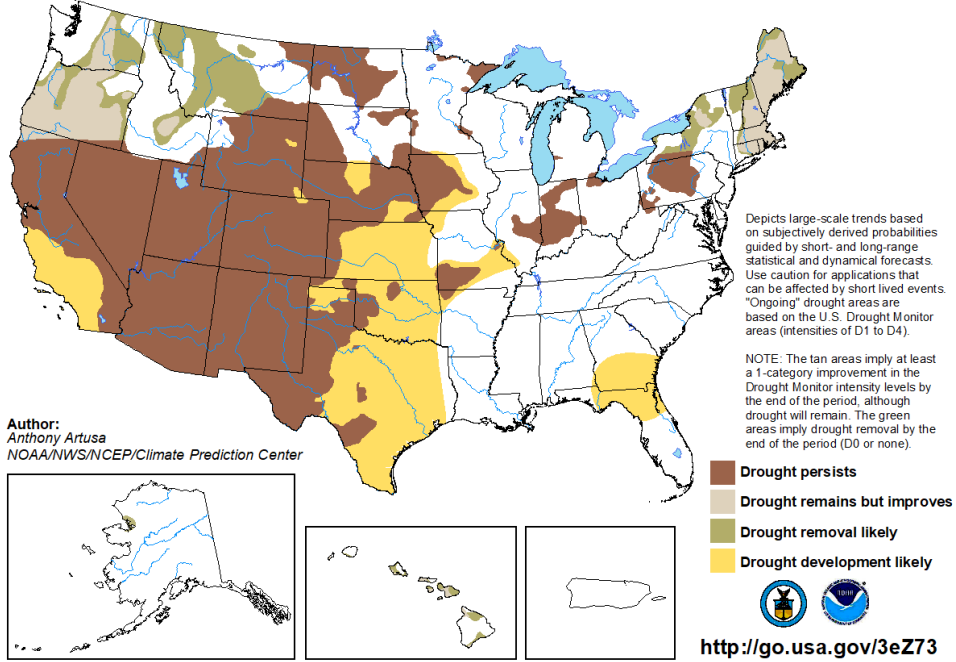 Depicts large-scale trends based
on subjectively derived probabilities
guided by short- and long-range
statistical and dynamical forecasts.
Use caution for applications that
can be affected by short lived events.
"Ongoing" drought areas are
based on the U.S. Drought Monitor
areas (intensities of D1 to D4).
NOTE: The tan areas imply at least
a 1-category improvement in the
Drought Monitor intensity levels by
the end of the period, although
drought will remain. The green
areas imply drought removal by the
end of the period (D0 or none).
Author:
Anthony Artusa
NOAA/NWS/NCEP/Climate Prediction Center
Drought persists
Drought remains but improves
Drought removal likely
Drought development likely
http://go.usa.gov/3eZ73